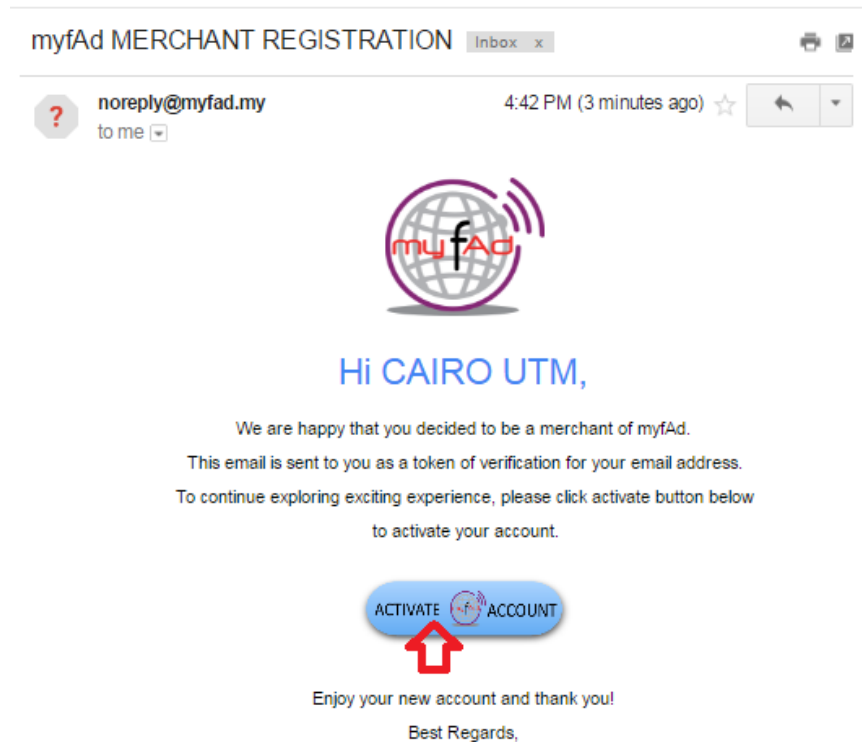 myfAd MERCHANT REGISTRATION Inbox x
? noreply@myfad.my 4:42 PM (3 minutes ago)
to me
myfAd
Hi CAIRO UTM,
We are happy that you decided to be a merchant of myfAd.
This email is sent to you as a token of verification for your email address.
To continue exploring exciting experience, please click activate button below
to activate your account.
ACTIVATE myfAd ACCOUNT
Enjoy your new account and thank you!
Best Regards,